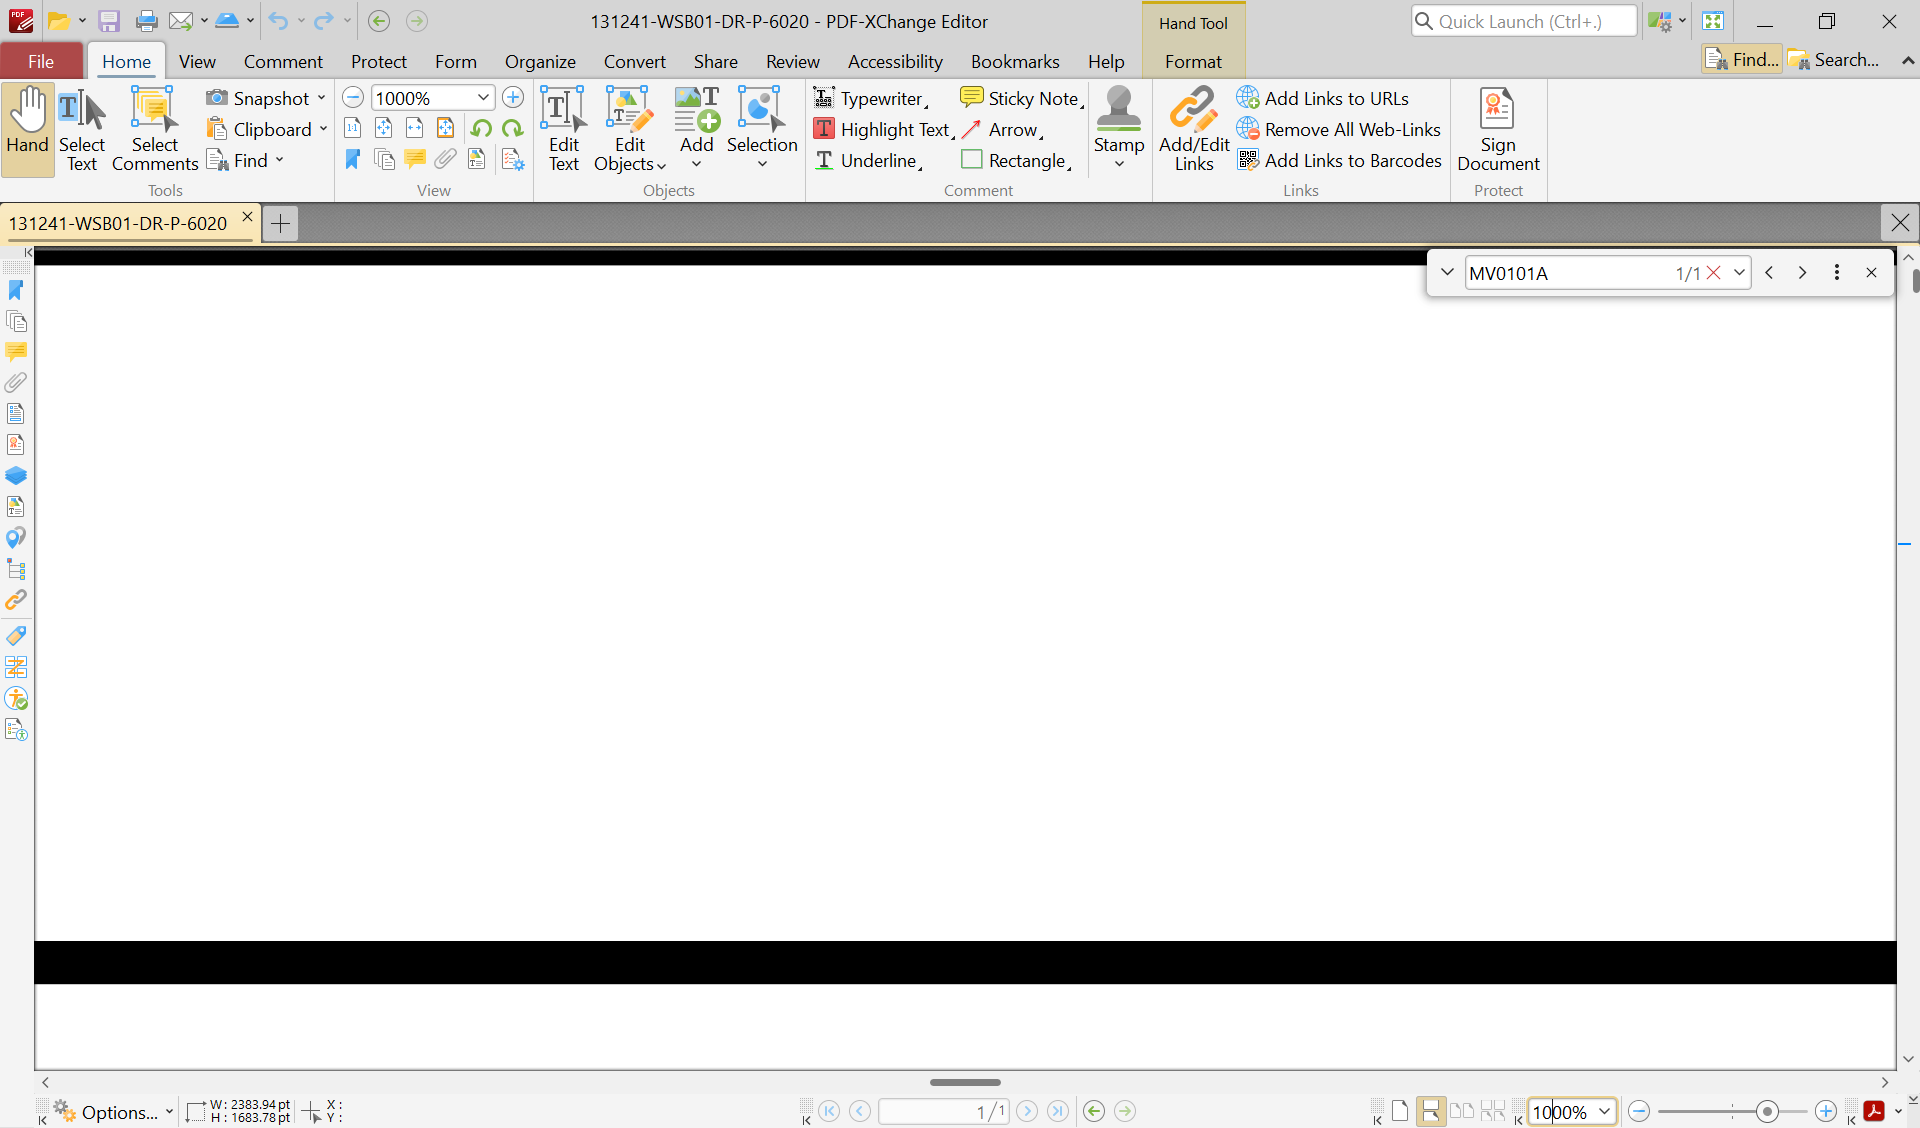 131241-WSB01-DR-P-6020 - PDF-XChange Editor
Hand Tool
Quick Launch (Ctrl+.)
File Home View Comment Protect Form Organize Convert Share Review Accessibility Bookmarks Help Format
Find... Search...
Hand
Select Text
Select Comments
Snapshot
Clipboard
Find
Tools
1000%
View
Edit Text
Edit Objects
Add
Selection
Objects
Typewriter
Highlight Text
Underline
Sticky Note
Arrow
Rectangle
Stamp
Comment
Add/Edit Links
Add Links to URLs
Remove All Web-Links
Add Links to Barcodes
Links
Sign Document
Protect
131241-WSB01-DR-P-6020
MV0101A 1/1
Options...
W: 2383.94 pt
H: 1683.78 pt
X:
Y:
1/1
1000%